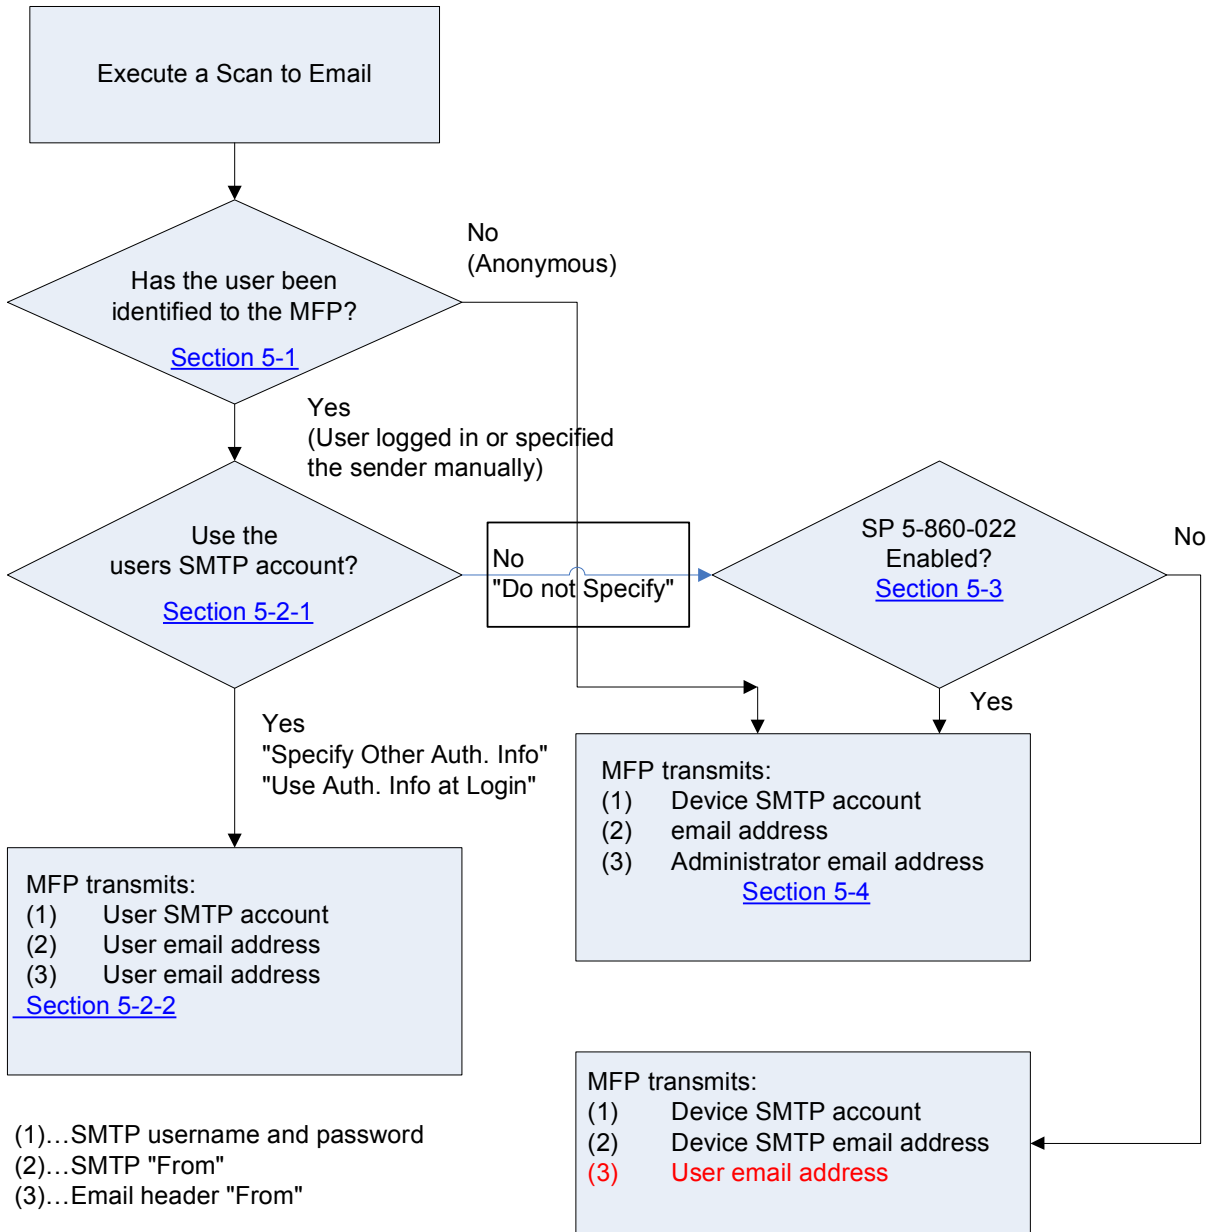 Execute a Scan to Email
Has the user been
identified to the MFP?
Section 5-1
No
(Anonymous)
Yes
(User logged in or specified
the sender manually)
Use the
users SMTP account?
Section 5-2-1
No
"Do not Specify"
SP 5-860-022
Enabled?
Section 5-3
No
Yes
Yes
"Specify Other Auth. Info"
"Use Auth. Info at Login"
MFP transmits:
(1) Device SMTP account
(2) email address
(3) Administrator email address
Section 5-4
MFP transmits:
(1) User SMTP account
(2) User email address
(3) User email address
Section 5-2-2
MFP transmits:
(1) Device SMTP account
(2) Device SMTP email address
(3) User email address
(1)…SMTP username and password
(2)…SMTP "From"
(3)…Email header "From"